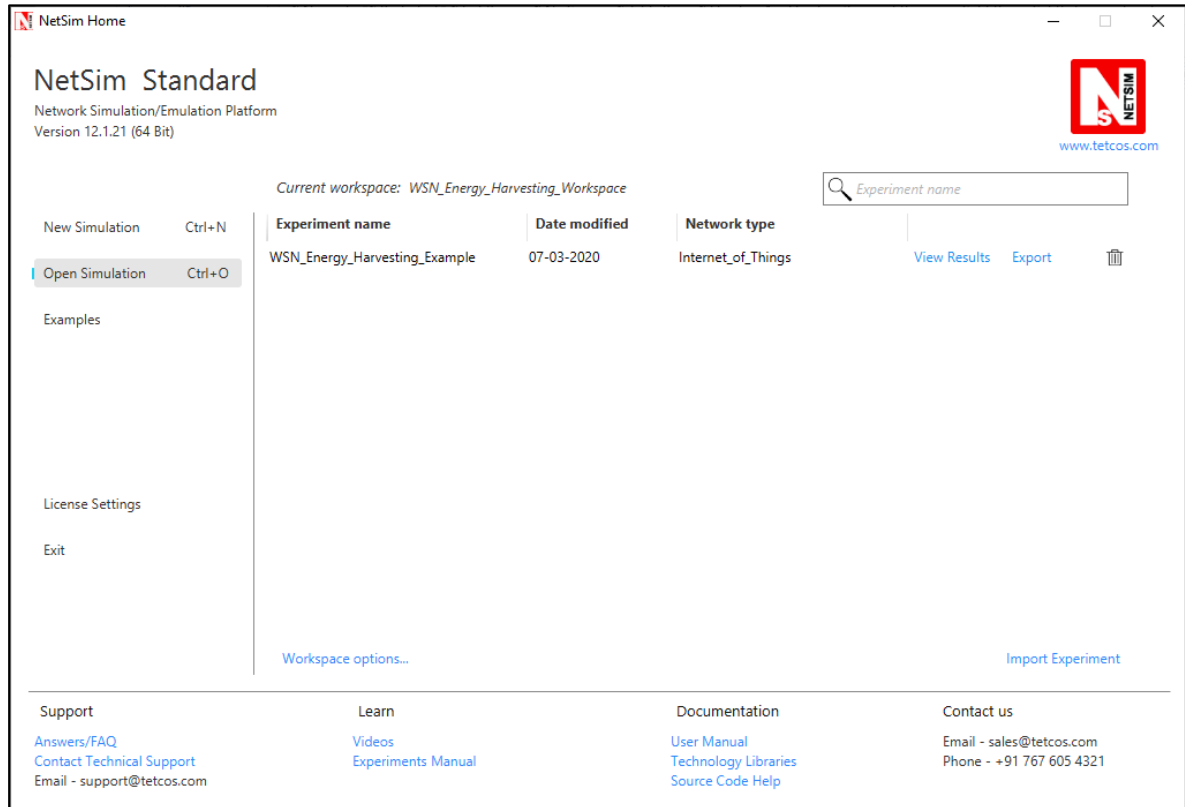 NetSim Home
NetSim Standard
Network Simulation/Emulation Platform
Version 12.1.21 (64 Bit)
NS NETSIM
www.tetcos.com
Current workspace: WSN_Energy_Harvesting_Workspace
Experiment name
New Simulation Ctrl+N
Open Simulation Ctrl+O
Examples
License Settings
Exit
Experiment name Date modified Network type
WSN_Energy_Harvesting_Example 07-03-2020 Internet_of_Things View Results Export
Workspace options... Import Experiment
Support
Answers/FAQ
Contact Technical Support
Email - support@tetcos.com
Learn
Videos
Experiments Manual
Documentation
User Manual
Technology Libraries
Source Code Help
Contact us
Email - sales@tetcos.com
Phone - +91 767 605 4321